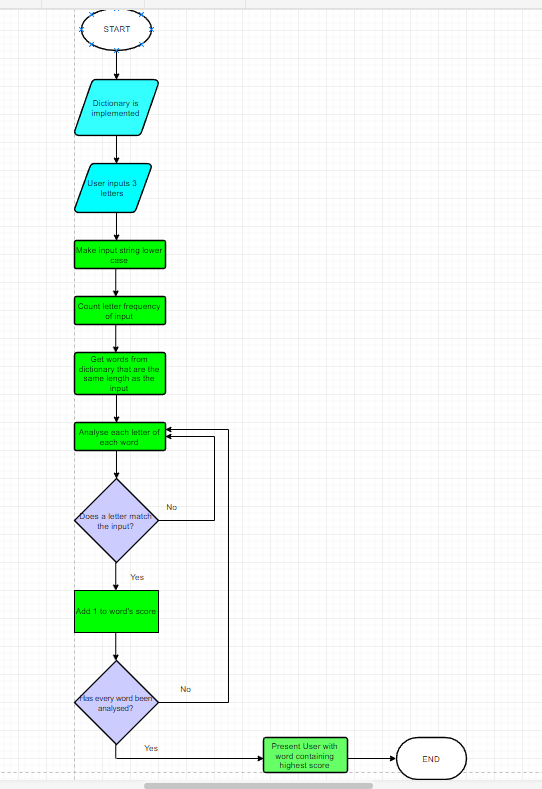 START
Dictionary is
implemented
User inputs 3
letters
Make input string lower
case
Count letter frequency
of input
Get words from
dictionary that are the
same length as the
input
Analyse each letter of
each word
Does a letter match
the input?
No
Yes
Add 1 to word's score
Has every word been
analysed?
No
Yes
Present User with
word containing
highest score
END